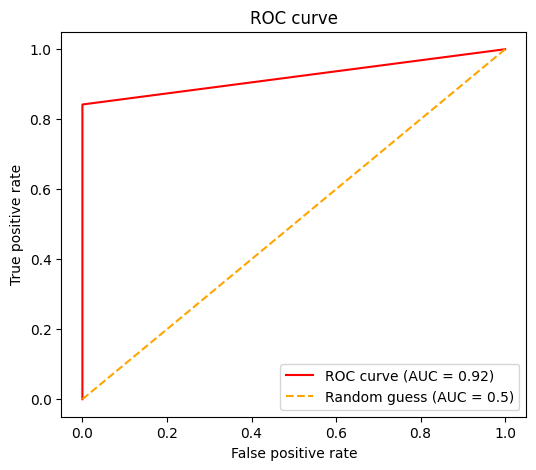 ROC curve
1.0
0.8
0.6
0.4
0.2
0.0
True positive rate
ROC curve (AUC = 0.92)
Random guess (AUC = 0.5)
0.0 0.2 0.4 0.6 0.8 1.0
False positive rate